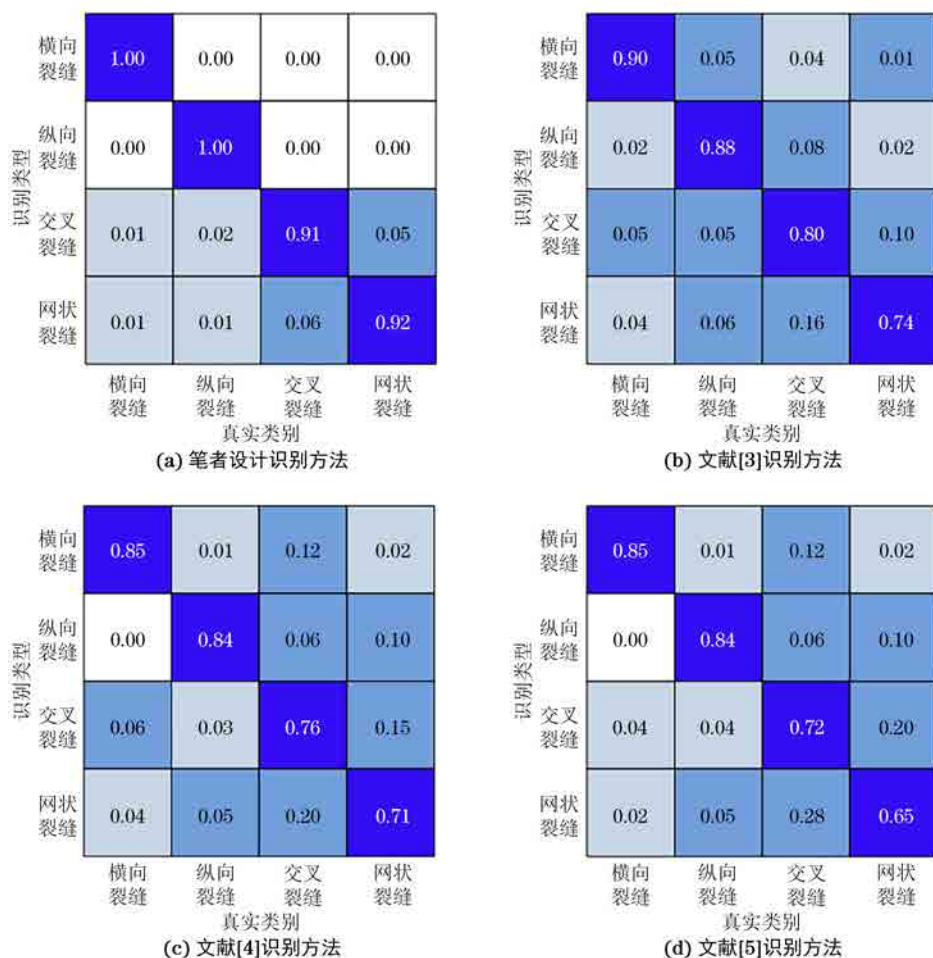 横向
裂缝
1.00 0.00 0.00 0.00
纵向
裂缝
0.00 1.00 0.00 0.00
识别类型
交叉
裂缝
0.01 0.02 0.91 0.05
网状
裂缝
0.01 0.01 0.06 0.92
横向 纵向 交叉 网状
裂缝 裂缝 裂缝 裂缝
真实类别
(a) 笔者设计识别方法
横向
裂缝
0.90 0.05 0.04 0.01
纵向
裂缝
0.02 0.88 0.08 0.02
识别类型
交叉
裂缝
0.05 0.05 0.80 0.10
网状
裂缝
0.04 0.06 0.16 0.74
横向 纵向 交叉 网状
裂缝 裂缝 裂缝 裂缝
真实类别
(b) 文献[3]识别方法
横向
裂缝
0.85 0.01 0.12 0.02
纵向
裂缝
0.00 0.84 0.06 0.10
识别类型
交叉
裂缝
0.06 0.03 0.76 0.15
网状
裂缝
0.04 0.05 0.20 0.71
横向 纵向 交叉 网状
裂缝 裂缝 裂缝 裂缝
真实类别
(c) 文献[4]识别方法
横向
裂缝
0.85 0.01 0.12 0.02
纵向
裂缝
0.00 0.84 0.06 0.10
识别类型
交叉
裂缝
0.04 0.04 0.72 0.20
网状
裂缝
0.02 0.05 0.28 0.65
横向 纵向 交叉 网状
裂缝 裂缝 裂缝 裂缝
真实类别
(d) 文献[5]识别方法